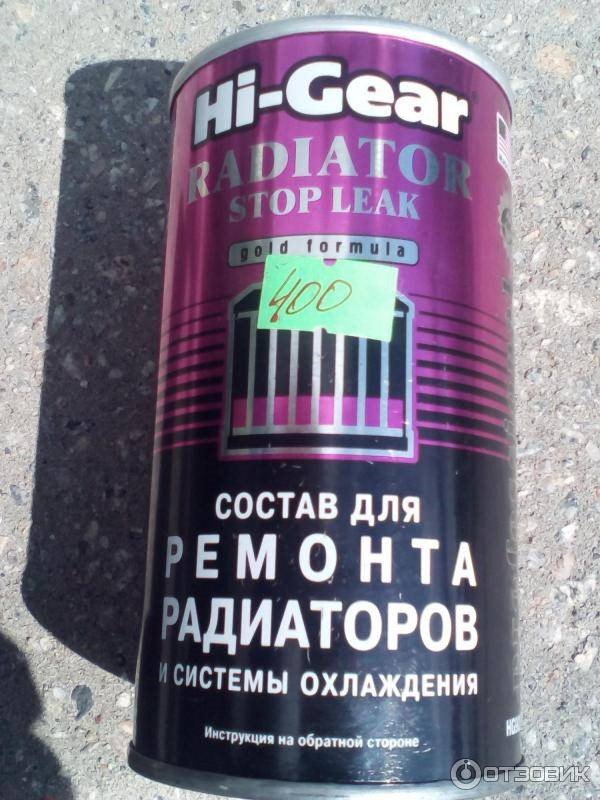 Hi-Gear
RADIATOR
STOP LEAK
gold formula
400
СОСТАВ ДЛЯ
РЕМОНТА
РАДИАТОРОВ
И СИСТЕМЫ ОХЛАЖДЕНИЯ
Инструкция на обратной стороне
ОТЗОВИК